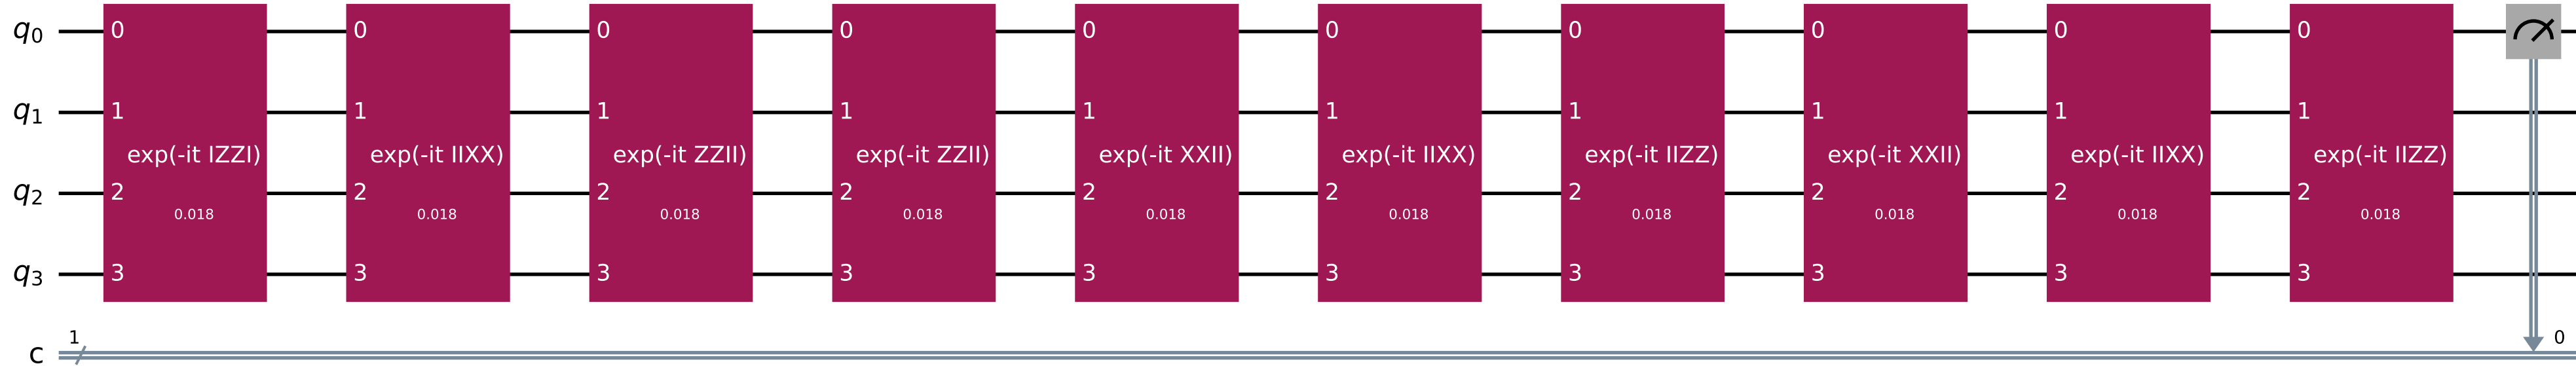 q0 0 0 0 0 0 0 0 0 0 0
q1 1 1 1 1 1 1 1 1 1 1
exp(-it IZZI) exp(-it IIXX) exp(-it ZZII) exp(-it ZZII) exp(-it XXII) exp(-it IIXX) exp(-it IIZZ) exp(-it XXII) exp(-it IIXX) exp(-it IIZZ)
q2 2 2 2 2 2 2 2 2 2 2
0.018 0.018 0.018 0.018 0.018 0.018 0.018 0.018 0.018 0.018
q3 3 3 3 3 3 3 3 3 3 3
1 0
c